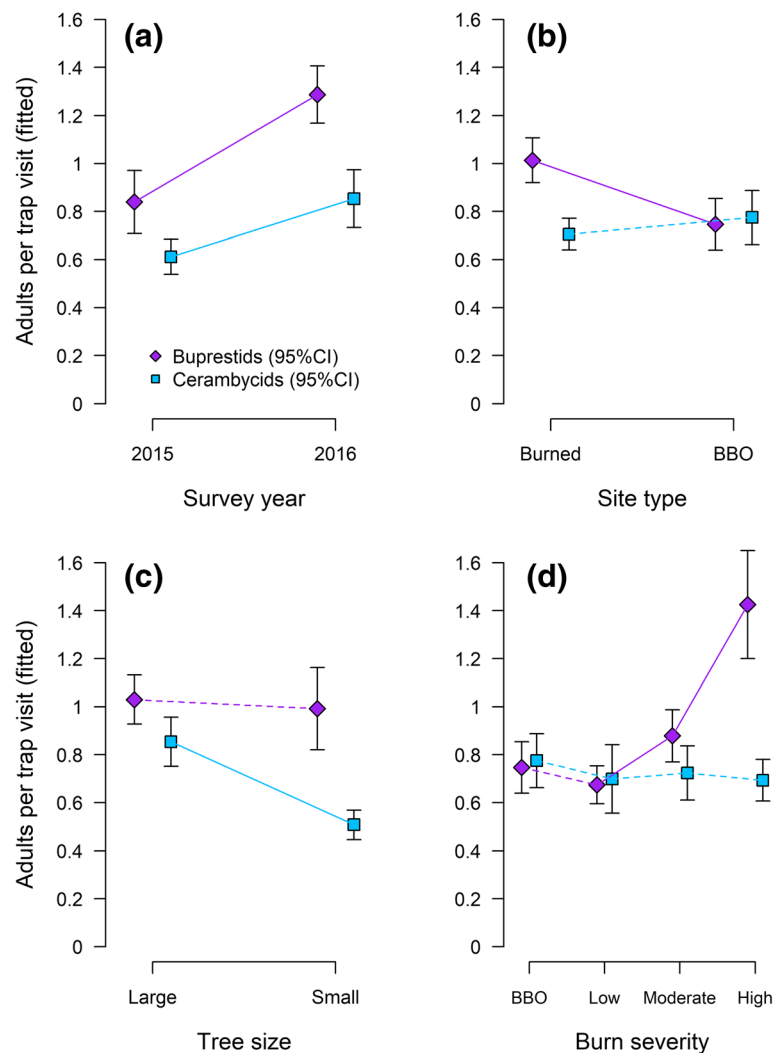 (a)
Adults per trap visit (fitted)
1.6
1.4
1.2
1
0.8
0.6
0.4
0.2
0
Buprestids (95%CI)
Cerambycids (95%CI)
2015 2016
Survey year
(b)
1.6
1.4
1.2
1
0.8
0.6
0.4
0.2
0
Burned BBO
Site type
(c)
Adults per trap visit (fitted)
1.6
1.4
1.2
1
0.8
0.6
0.4
0.2
0
Large Small
Tree size
(d)
1.6
1.4
1.2
1
0.8
0.6
0.4
0.2
0
BBO Low Moderate High
Burn severity